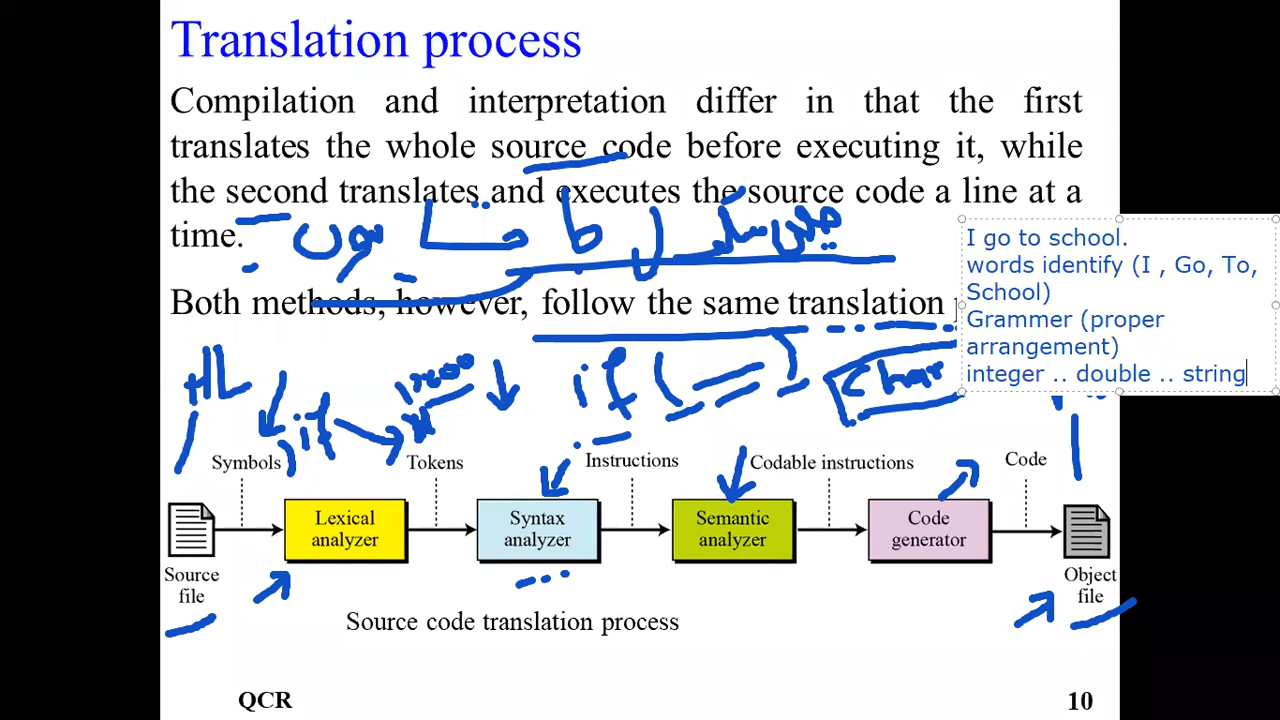 Translation process
Compilation and interpretation differ in that the first
translates the whole source code before executing it, while
the second translates and executes the source code a line at a
time.
Both methods, however, follow the same translation
I go to school.
words identify (I , Go, To,
School)
Grammer (proper
arrangement)
integer .. double .. string
HL
if
if ( == )
char
Symbols
Tokens
Instructions
Codable instructions
Code
Lexical
analyzer
Syntax
analyzer
Semantic
analyzer
Code
generator
Source
file
Object
file
Source code translation process
QCR
10